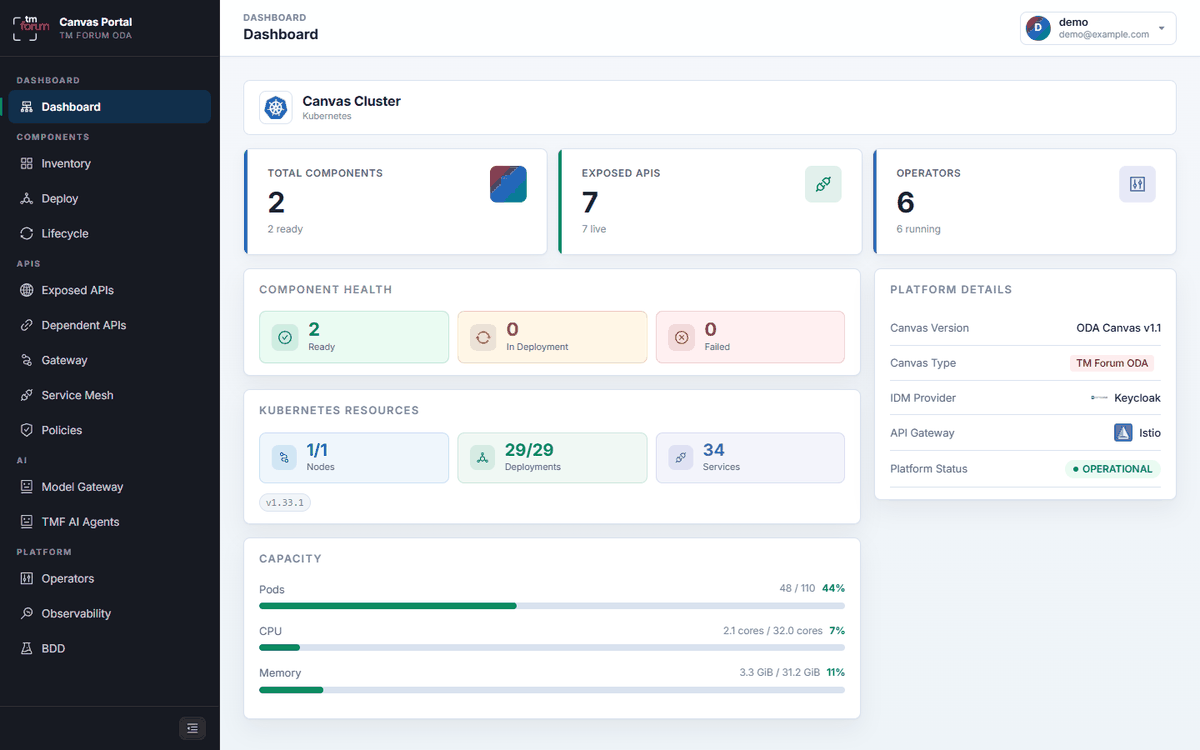 tm
forum
Canvas Portal
TM FORUM ODA
DASHBOARD
Dashboard
COMPONENTS
Inventory
Deploy
Lifecycle
APIS
Exposed APIs
Dependent APIs
Gateway
Service Mesh
Policies
AI
Model Gateway
TMF AI Agents
PLATFORM
Operators
Observability
BDD
DASHBOARD
Dashboard
D
demo
demo@example.com
Canvas Cluster
Kubernetes
TOTAL COMPONENTS
2
2 ready
EXPOSED APIS
7
7 live
OPERATORS
6
6 running
COMPONENT HEALTH
2
Ready
0
In Deployment
0
Failed
KUBERNETES RESOURCES
1/1
Nodes
29/29
Deployments
34
Services
v1.33.1
CAPACITY
Pods 48 / 110 44%
CPU 2.1 cores / 32.0 cores 7%
Memory 3.3 GiB / 31.2 GiB 11%
PLATFORM DETAILS
Canvas Version ODA Canvas v1.1
Canvas Type TM Forum ODA
IDM Provider Keycloak
API Gateway Istio
Platform Status OPERATIONAL